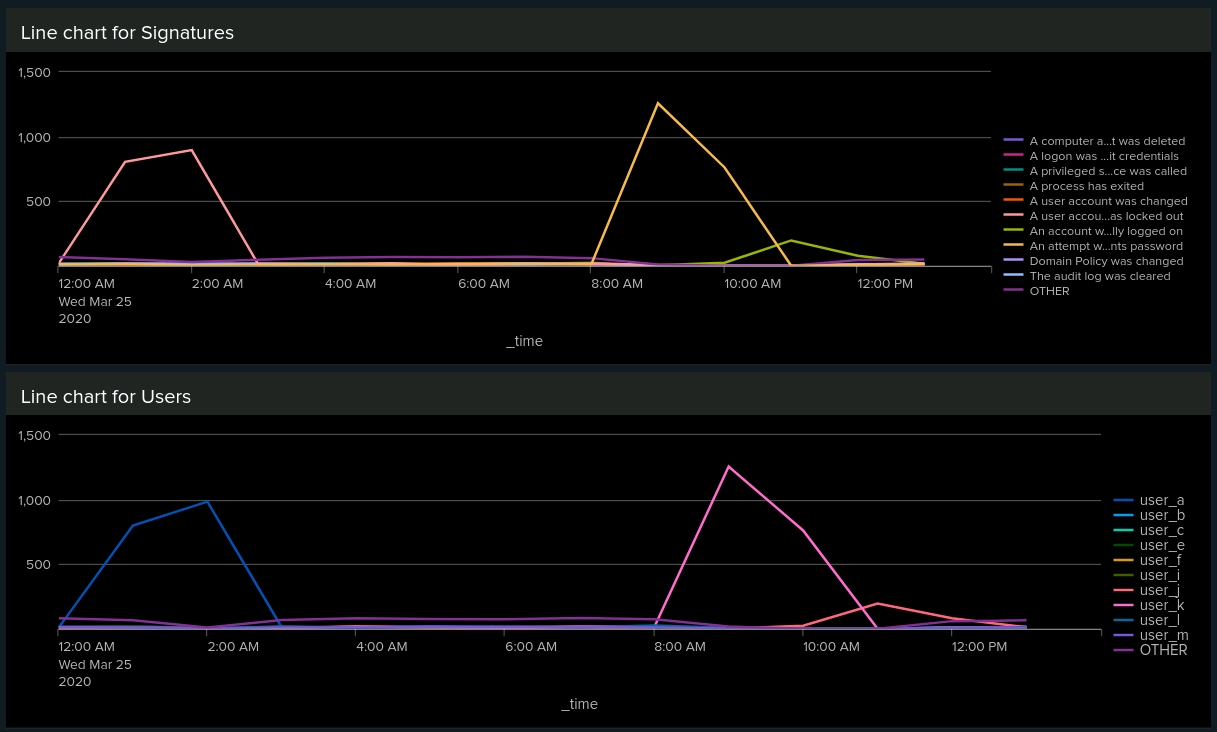 Line chart for Signatures
1,500
1,000
500
12:00 AM 2:00 AM 4:00 AM 6:00 AM 8:00 AM 10:00 AM 12:00 PM
Wed Mar 25
2020
_time
A computer a...t was deleted
A logon was ...it credentials
A privileged s...ce was called
A process has exited
A user account was changed
A user accou...as locked out
An account w...lly logged on
An attempt w...nts password
Domain Policy was changed
The audit log was cleared
OTHER
Line chart for Users
1,500
1,000
500
12:00 AM 2:00 AM 4:00 AM 6:00 AM 8:00 AM 10:00 AM 12:00 PM
Wed Mar 25
2020
_time
user_a
user_b
user_c
user_e
user_f
user_i
user_j
user_k
user_l
user_m
OTHER